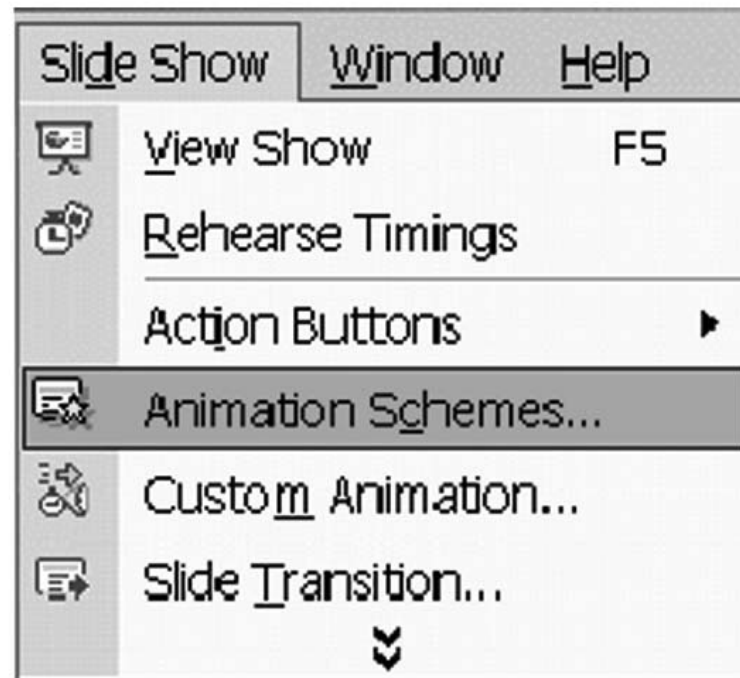 Slide Show Window Help
View Show F5
Rehearse Timings
Action Buttons
Animation Schemes...
Custom Animation...
Slide Transition...